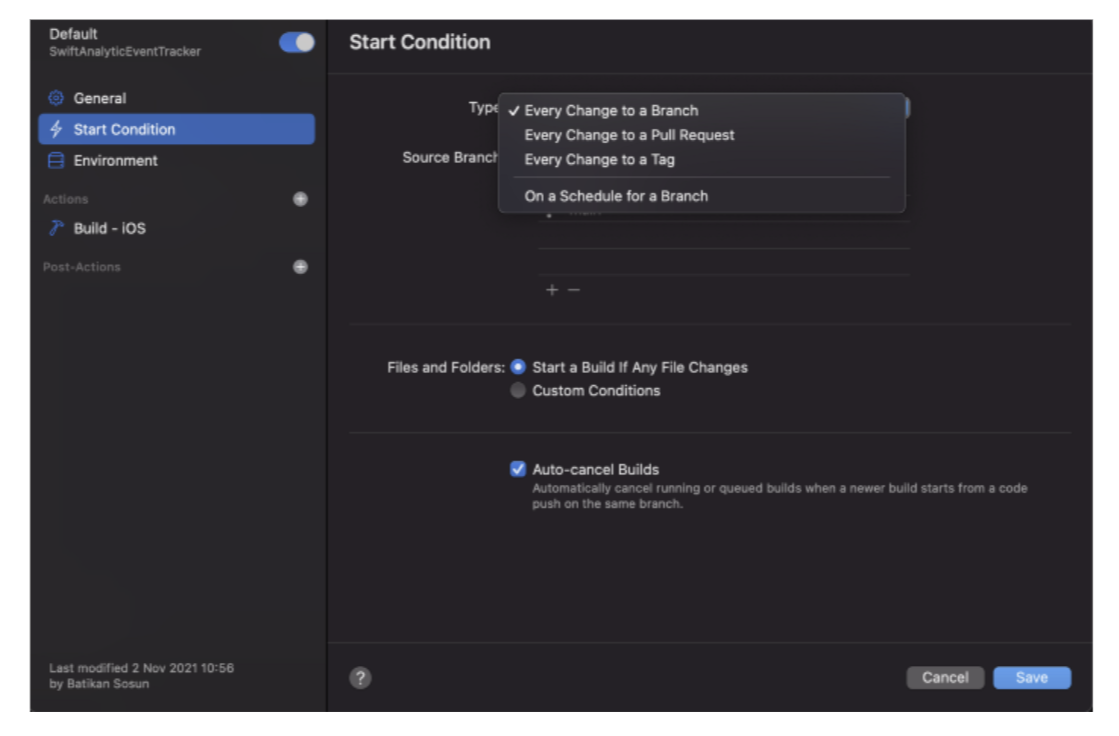 Default
SwiftAnalyticEventTracker
General
Start Condition
Environment
Actions
Build - iOS
Post-Actions
Last modified 2 Nov 2021 10:56
by Batikan Sosun
Start Condition
Type
✓ Every Change to a Branch
Every Change to a Pull Request
Every Change to a Tag
On a Schedule for a Branch
Source Branch
+ −
Files and Folders: Start a Build If Any File Changes
Custom Conditions
Auto-cancel Builds
Automatically cancel running or queued builds when a newer build starts from a code
push on the same branch.
?
Cancel Save